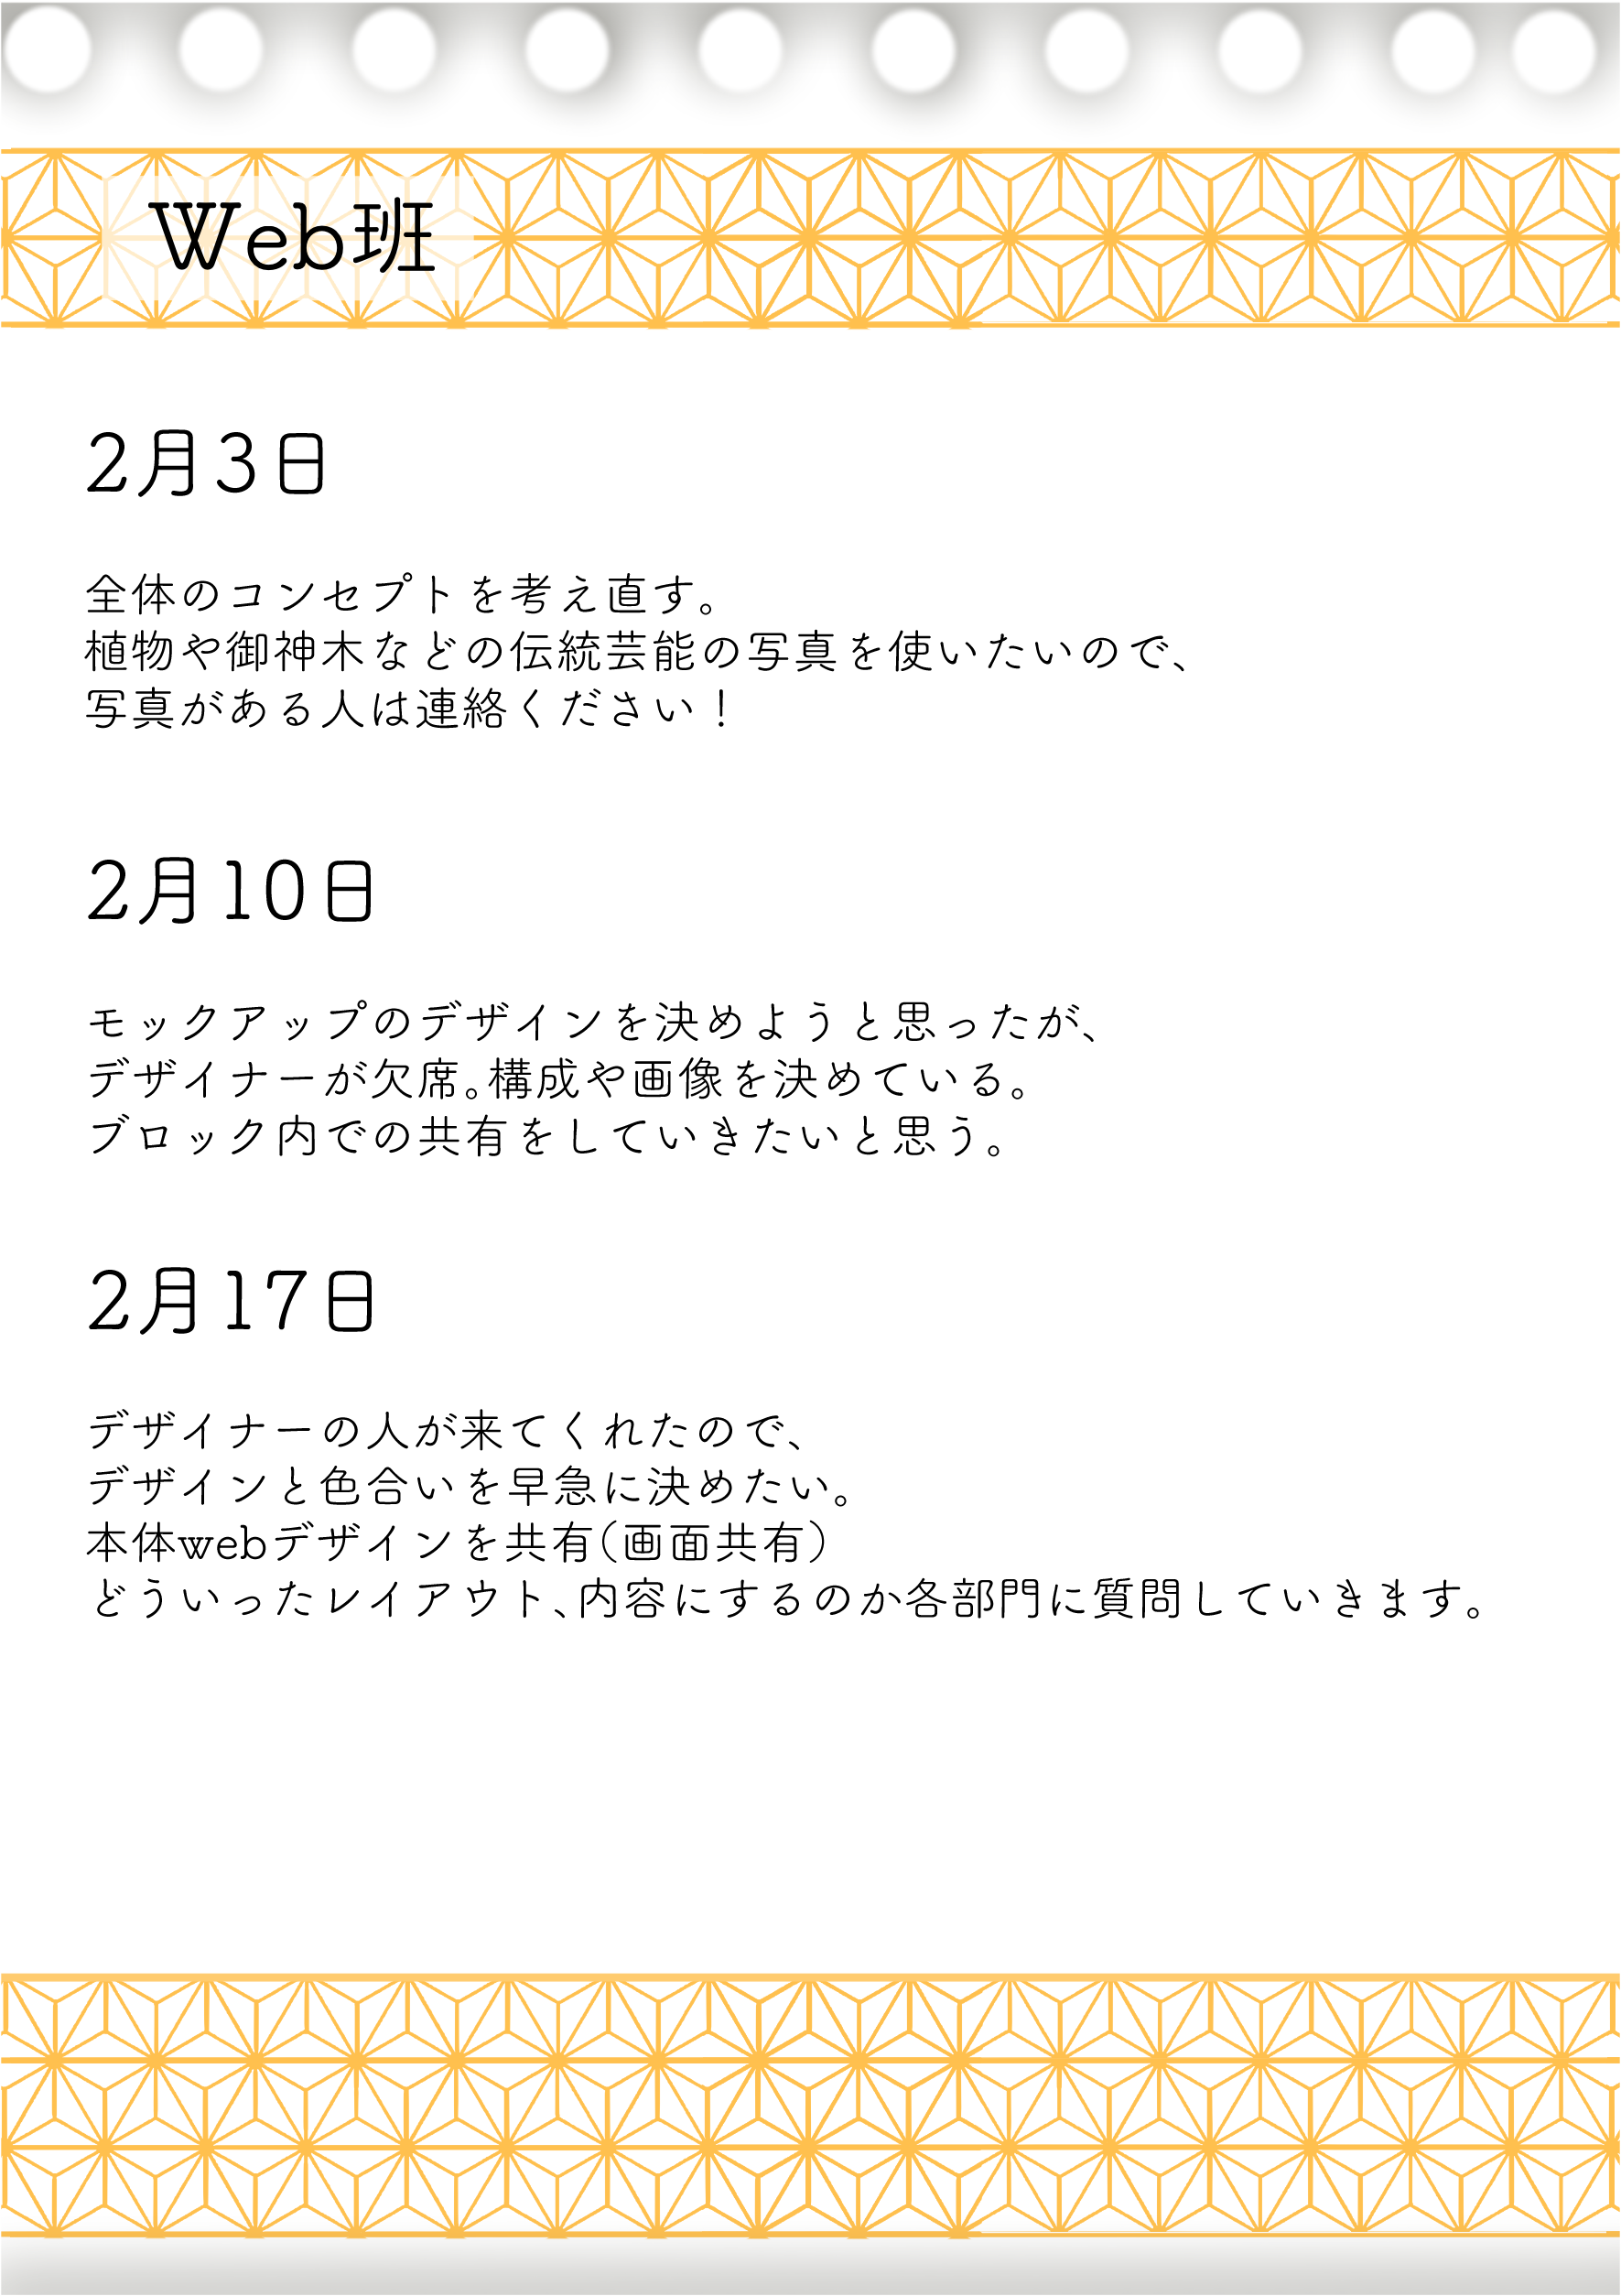 Web班
2月3日
全体のコンセプトを考え直す。
植物や御神木などの伝統芸能の写真を使いたいので、
写真がある人は連絡ください！
2月10日
モックアップのデザインを決めようと思ったが、
デザイナーが欠席。構成や画像を決めている。
ブロック内での共有をしていきたいと思う。
2月17日
デザイナーの人が来てくれたので、
デザインと色合いを早急に決めたい。
本体webデザインを共有（画面共有）
どういったレイアウト、内容にするのか各部門に質問していきます。